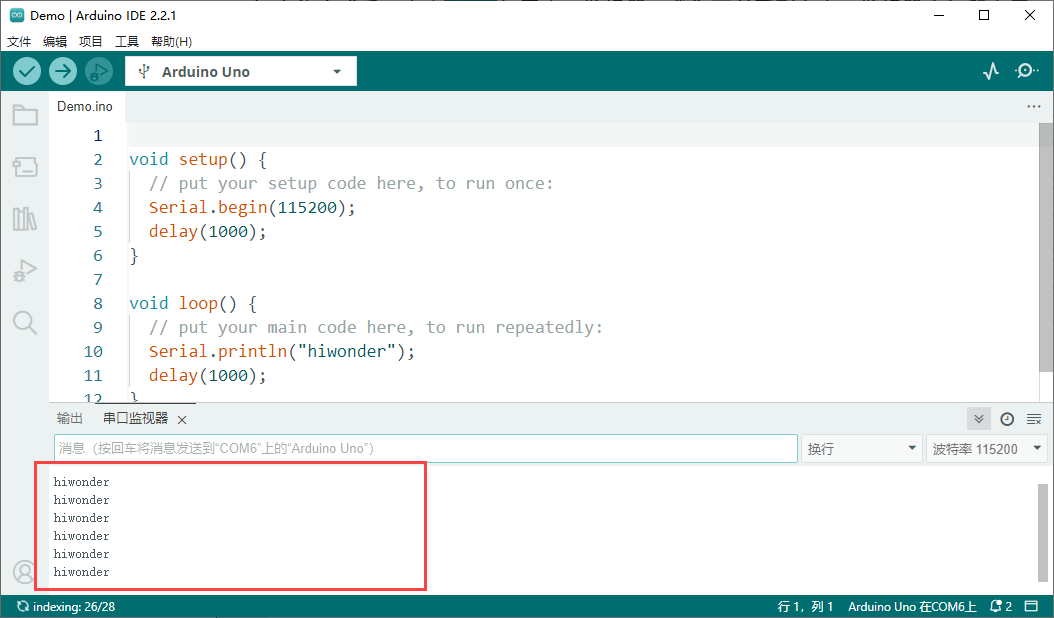 Demo | Arduino IDE 2.2.1
文件 编辑 项目 工具 帮助(H)
Arduino Uno
Demo.ino
1
2 void setup() {
3 // put your setup code here, to run once:
4 Serial.begin(115200);
5 delay(1000);
6 }
7
8 void loop() {
9 // put your main code here, to run repeatedly:
10 Serial.println("hiwonder");
11 delay(1000);
12 }
输出 串口监视器
消息（按回车将消息发送到“COM6”上的“Arduino Uno”） 换行 波特率 115200
hiwonder
hiwonder
hiwonder
hiwonder
hiwonder
hiwonder
indexing: 26/28 行 1，列 1 Arduino Uno 在COM6上 2